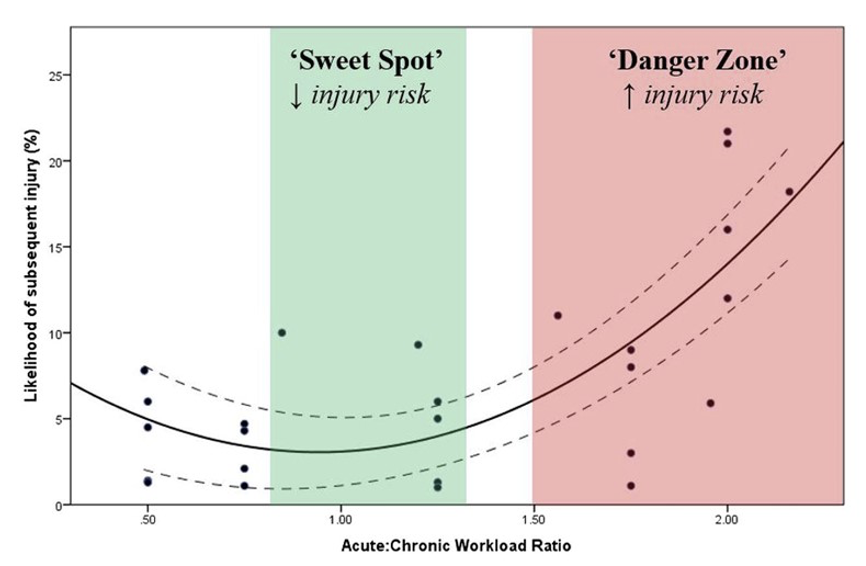 ‘Sweet Spot’
↓ injury risk
‘Danger Zone’
↑ injury risk
Likelihood of subsequent injury (%)
25
20
15
10
5
0
.50
1.00
1.50
2.00
Acute:Chronic Workload Ratio